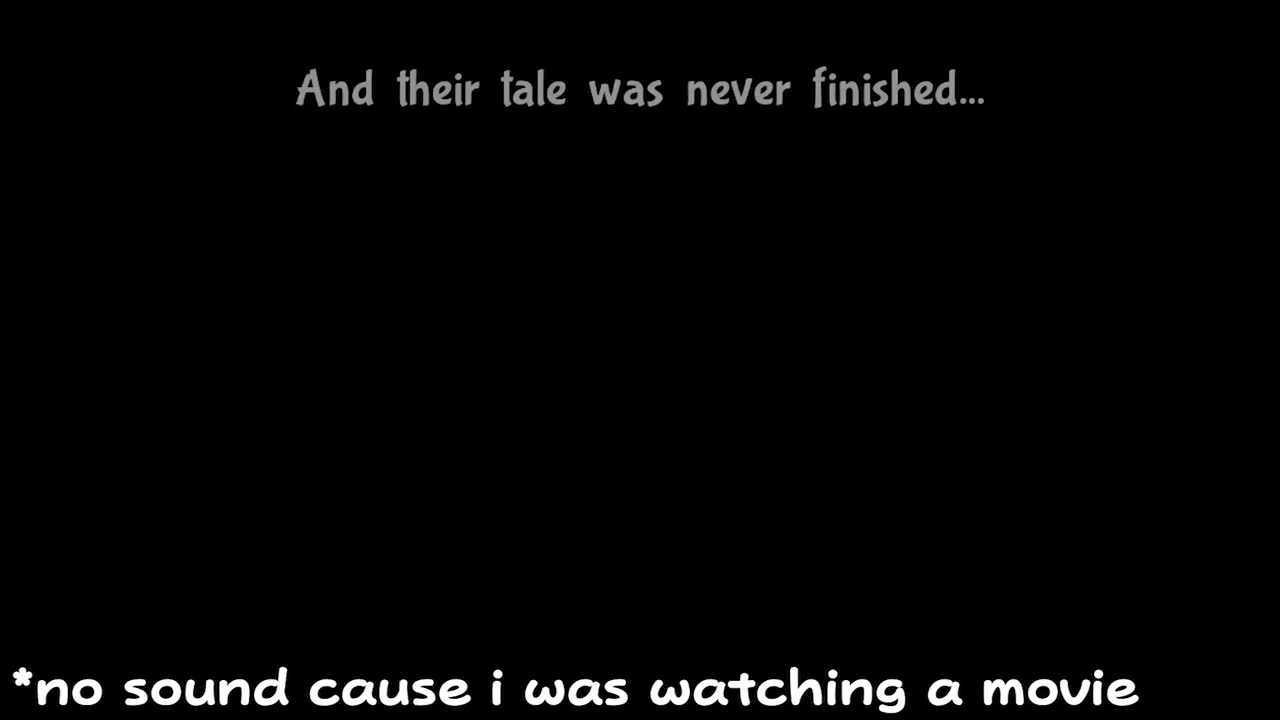 And their tale was never finished...
*no sound cause i was watching a movie